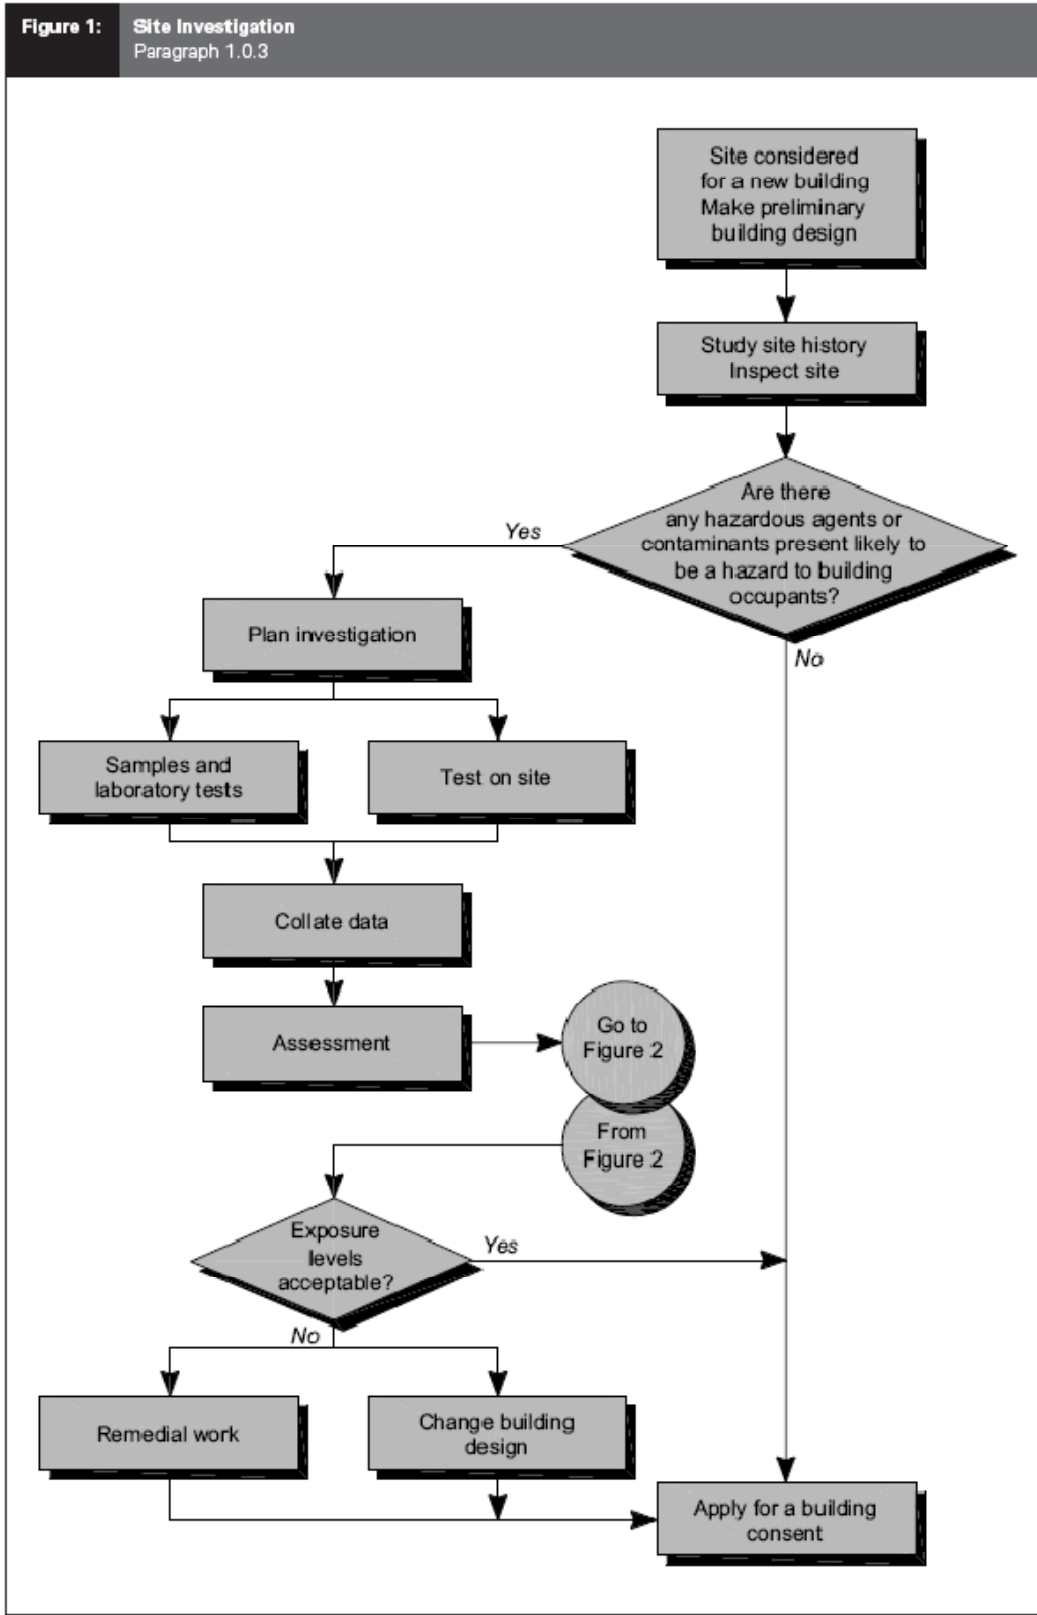 Figure 1:
Site Investigation
Paragraph 1.0.3
Site considered
for a new building
Make preliminary
building design
Study site history
Inspect site
Are there
any hazardous agents or
contaminants present likely to
be a hazard to building
occupants?
Yes
No
Plan investigation
Samples and
laboratory tests
Test on site
Collate data
Assessment
Go to
Figure 2
From
Figure 2
Exposure
levels
acceptable?
Yes
No
Remedial work
Change building
design
Apply for a building
consent